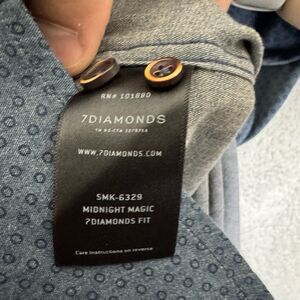 RN# 101880
7DIAMONDS
WWW.7DIAMONDS.COM
SMK-6329
MIDNIGHT MAGIC
7DIAMONDS FIT
Care instructions on reverse